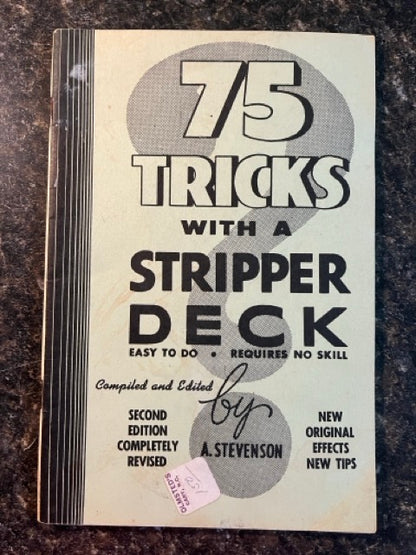 75
TRICKS
WITH A
STRIPPER
DECK
EASY TO DO • REQUIRES NO SKILL
Compiled and Edited
by
A. STEVENSON
SECOND
EDITION
COMPLETELY
REVISED
NEW
ORIGINAL
EFFECTS
NEW TIPS
OLMSTED'S